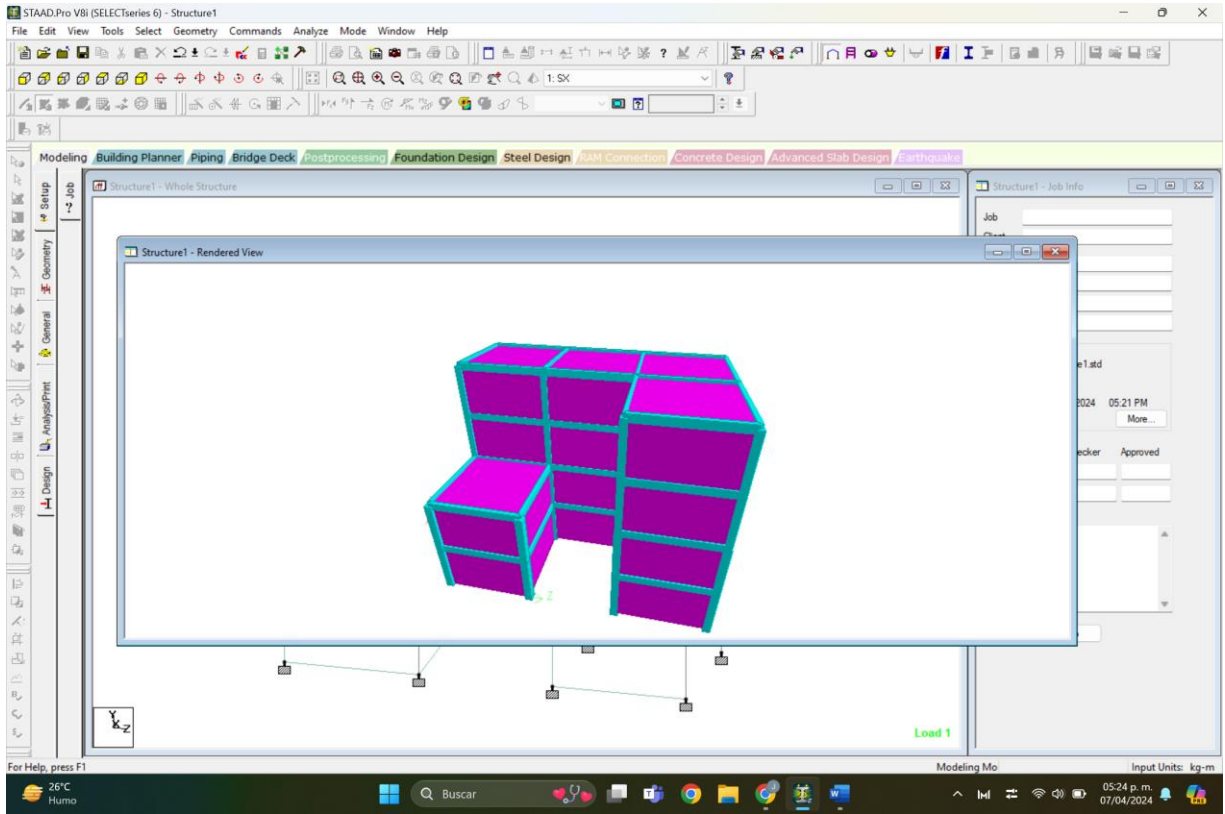 STAAD.Pro V8i (SELECTseries 6) - Structure1
File Edit View Tools Select Geometry Commands Analyze Mode Window Help
1: SX
Modeling Building Planner Piping Bridge Deck Postprocessing Foundation Design Steel Design RAM Connection Concrete Design Advanced Slab Design Earthquake
Setup
Geometry
General
Analysis/Print
Design
Job
Structure1 - Whole Structure
Structure1 - Job Info
Job
Structure1 - Rendered View
Z
e1.std
2024 05:21 PM
More...
ecker Approved
Y
X Z
Load 1
For Help, press F1
Modeling Mo
Input Units: kg-m
26°C
Humo
Buscar
05:24 p. m.
07/04/2024